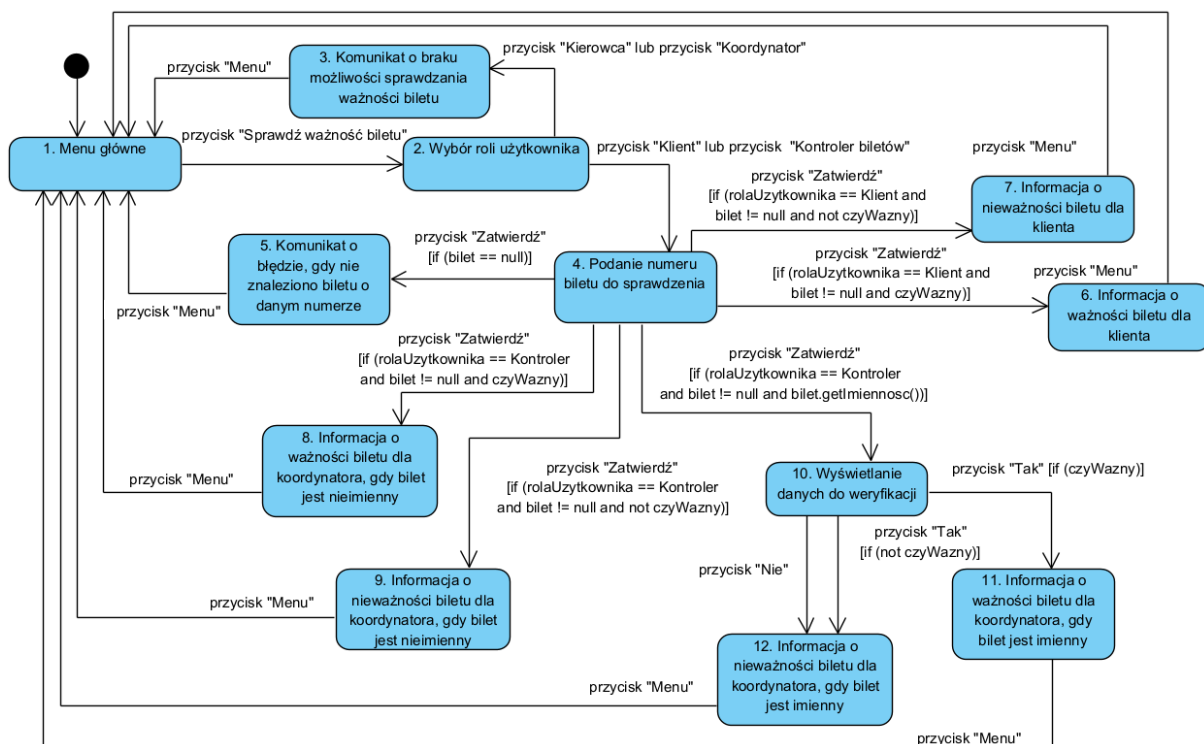 przycisk "Kierowca" lub przycisk "Koordynator"
3. Komunikat o braku
możliwości sprawdzania
ważności biletu
przycisk "Menu"
przycisk "Sprawdź ważność biletu"
1. Menu główne
2. Wybór roli użytkownika
przycisk "Klient" lub przycisk  "Kontroler biletów"
przycisk "Menu"
przycisk "Zatwierdź"
[if (rolaUzytkownika == Klient and
bilet != null and not czyWazny)]
7. Informacja o
nieważności biletu dla
klienta
5. Komunikat o
błędzie, gdy nie
znaleziono biletu o
danym numerze
przycisk "Zatwierdź"
[if (bilet == null)]
4. Podanie numeru
biletu do sprawdzenia
przycisk "Zatwierdź"
[if (rolaUzytkownika == Klient and
bilet != null and czyWazny)]
przycisk "Menu"
6. Informacja o
ważności biletu dla
klienta
przycisk "Menu"
przycisk "Zatwierdź"
[if (rolaUzytkownika == Kontroler
and bilet != null and czyWazny)]
przycisk "Zatwierdź"
[if (rolaUzytkownika == Kontroler
and bilet != null and bilet.getImiennosc())]
8. Informacja o
ważności biletu dla
koordynatora, gdy bilet
jest nieimienny
przycisk "Menu"
przycisk "Zatwierdź"
[if (rolaUzytkownika == Kontroler
and bilet != null and not czyWazny)]
10. Wyświetlanie
danych do weryfikacji
przycisk "Tak" [if (czyWazny)]
przycisk "Tak"
[if (not czyWazny)]
przycisk "Nie"
9. Informacja o
nieważności biletu dla
koordynatora, gdy bilet
jest nieimienny
przycisk "Menu"
11. Informacja o
ważności biletu dla
koordynatora, gdy
bilet jest imienny
12. Informacja o
nieważności biletu dla
koordynatora, gdy bilet
jest imienny
przycisk "Menu"
przycisk "Menu"